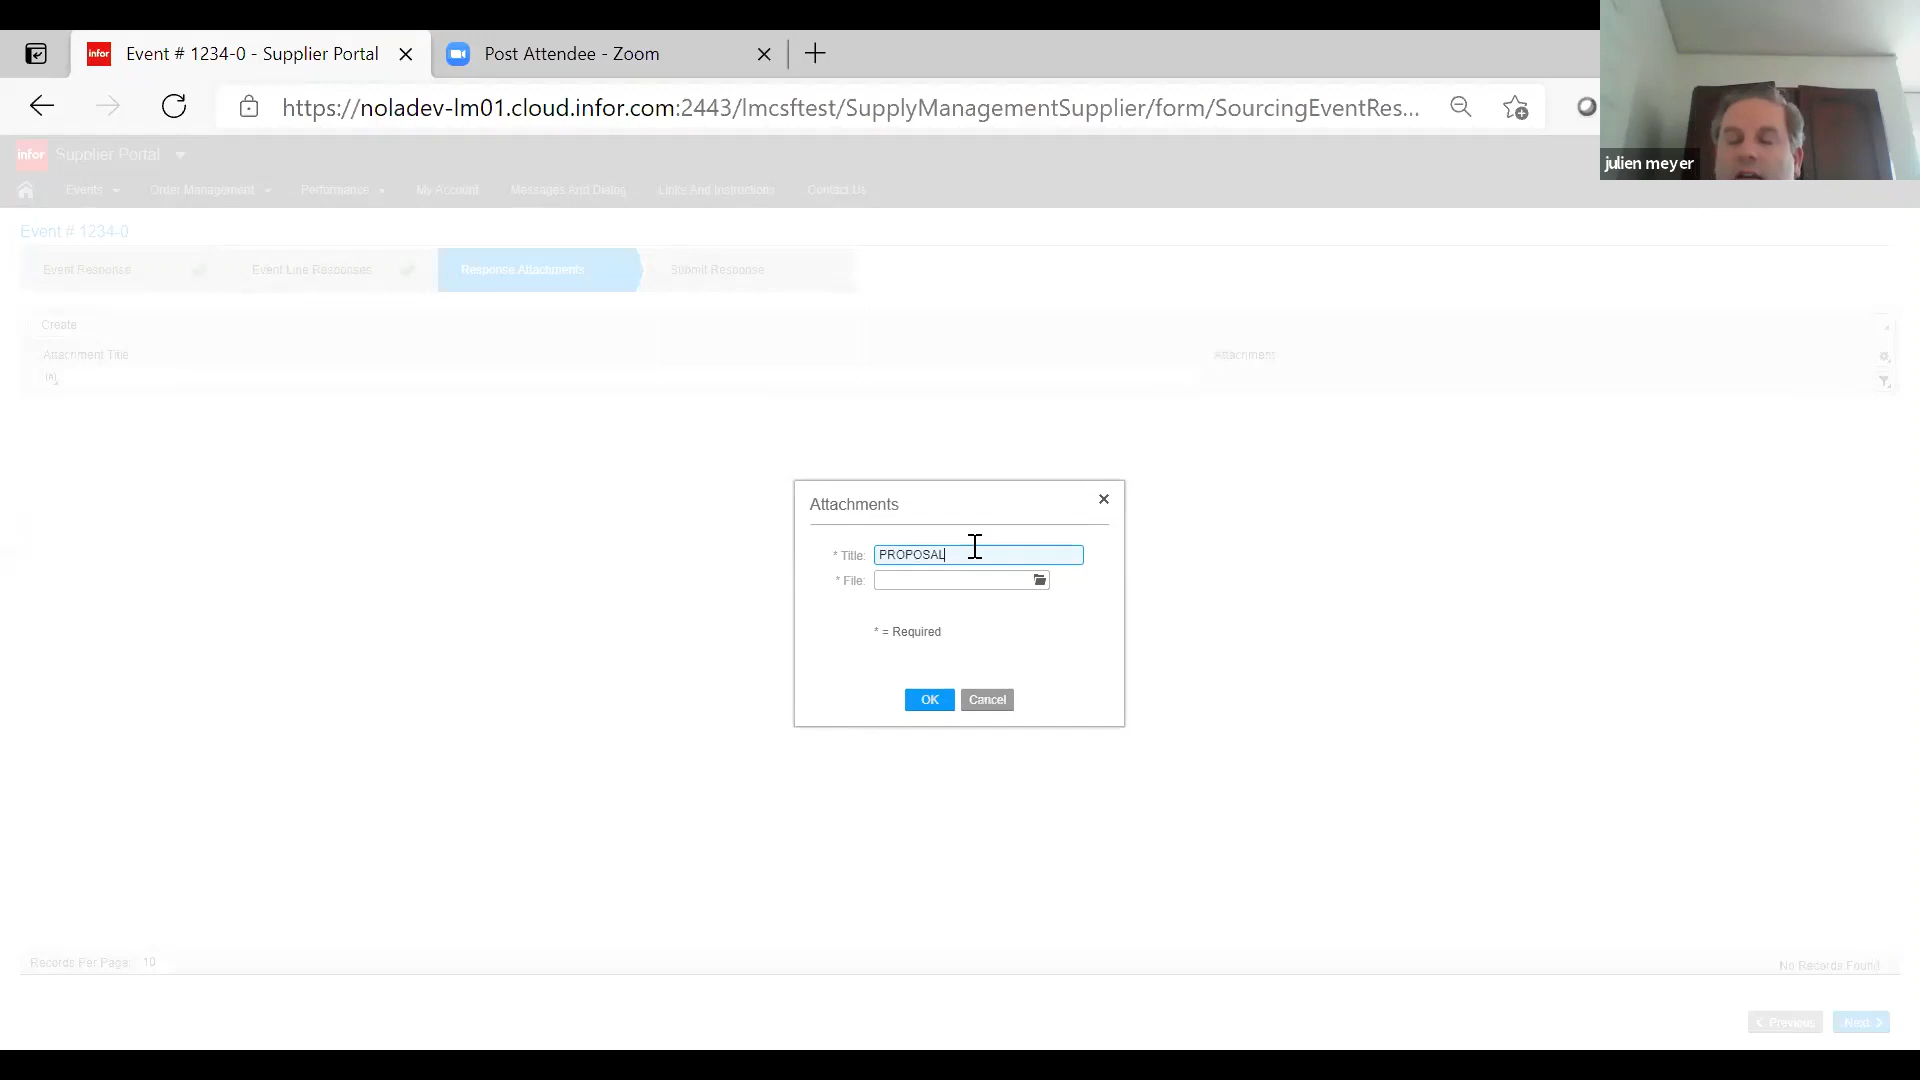 Event # 1234-0 - Supplier Portal
Post Attendee - Zoom
https://noladev-lm01.cloud.infor.com:2443/lmcsftest/SupplyManagementSupplier/form/SourcingEventRes...
julien meyer
infor Supplier Portal
Events Order Management Performance My Account Messages And Dialog Links And Instructions Contact Us
Event # 1234-0
Event Response Event Line Responses Response Attachments Submit Response
Create
Attachment Title Attachment
Attachments
* Title: PROPOSAL
* File:
* = Required
OK Cancel
Records Per Page: 10 No Records Found
< Previous Next >